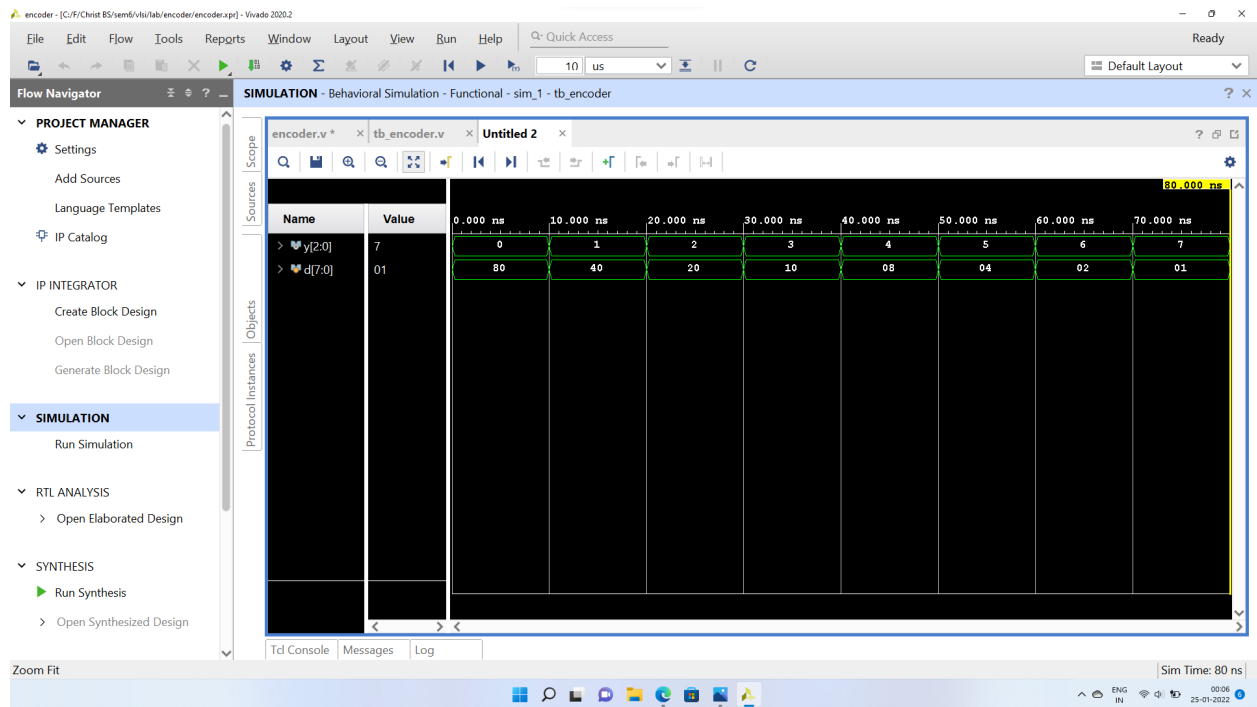 encoder - [C:/F/Christ BS/sem6/vlsi/lab/encoder/encoder.xpr] - Vivado 2020.2
File Edit Flow Tools Reports Window Layout View Run Help Q- Quick Access Ready
10 us Default Layout
Flow Navigator ? _
SIMULATION - Behavioral Simulation - Functional - sim_1 - tb_encoder ? ×
PROJECT MANAGER
Settings
Add Sources
Language Templates
IP Catalog
IP INTEGRATOR
Create Block Design
Open Block Design
Generate Block Design
SIMULATION
Run Simulation
RTL ANALYSIS
Open Elaborated Design
SYNTHESIS
Run Synthesis
Open Synthesized Design
Scope
Sources
Objects
Protocol Instances
encoder.v * × tb_encoder.v × Untitled 2 × ?
80.000 ns
Name Value 0.000 ns 10.000 ns 20.000 ns 30.000 ns 40.000 ns 50.000 ns 60.000 ns 70.000 ns
y[2:0] 7 0 1 2 3 4 5 6 7
d[7:0] 01 80 40 20 10 08 04 02 01
Tcl Console Messages Log
Zoom Fit Sim Time: 80 ns
ENG
IN
00:06
25-01-2022
6